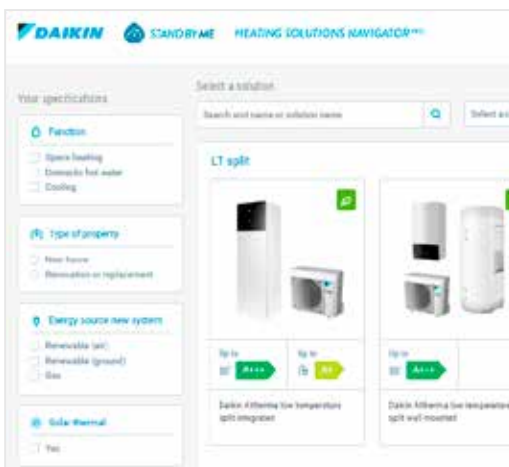 DAIKIN
STAND BY ME
HEATING SOLUTIONS NAVIGATOR
Your specifications
Function
Space heating
Domestic hot water
Cooling
Type of property
New home
Renovation or replacement
Energy source new system
Renewable (air)
Renewable (ground)
Gas
Solar thermal
Yes
Select a solution
Search unit name or solution name
Select a
LT split
Up to
A+++
Up to
A+
Daikin Altherma low temperature
split integrated
Up to
A+++
Daikin Altherma low temperature
split wall mounted